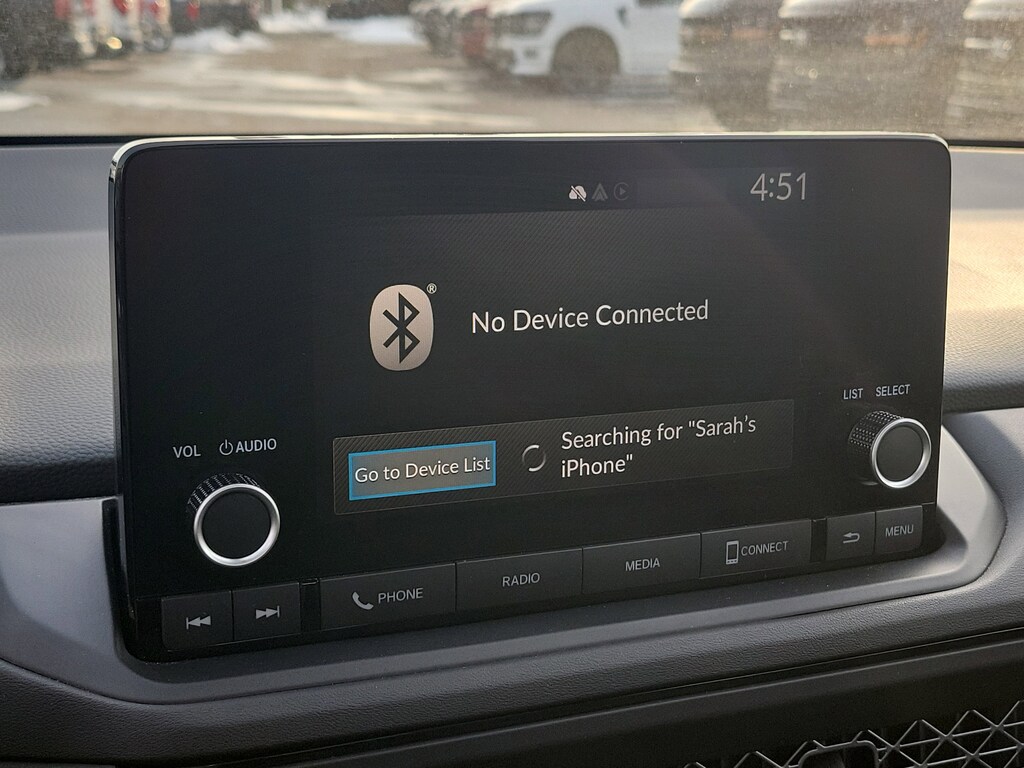 4:51
®
No Device Connected
LIST SELECT
VOL AUDIO
Go to Device List
Searching for "Sarah's
iPhone"
PHONE
RADIO
MEDIA
CONNECT
MENU